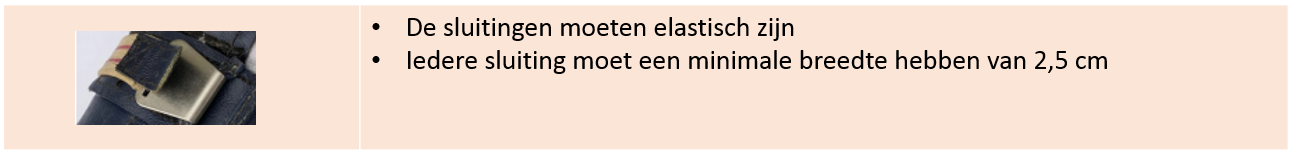 • De sluitingen moeten elastisch zijn
• Iedere sluiting moet een minimale breedte hebben van 2,5 cm